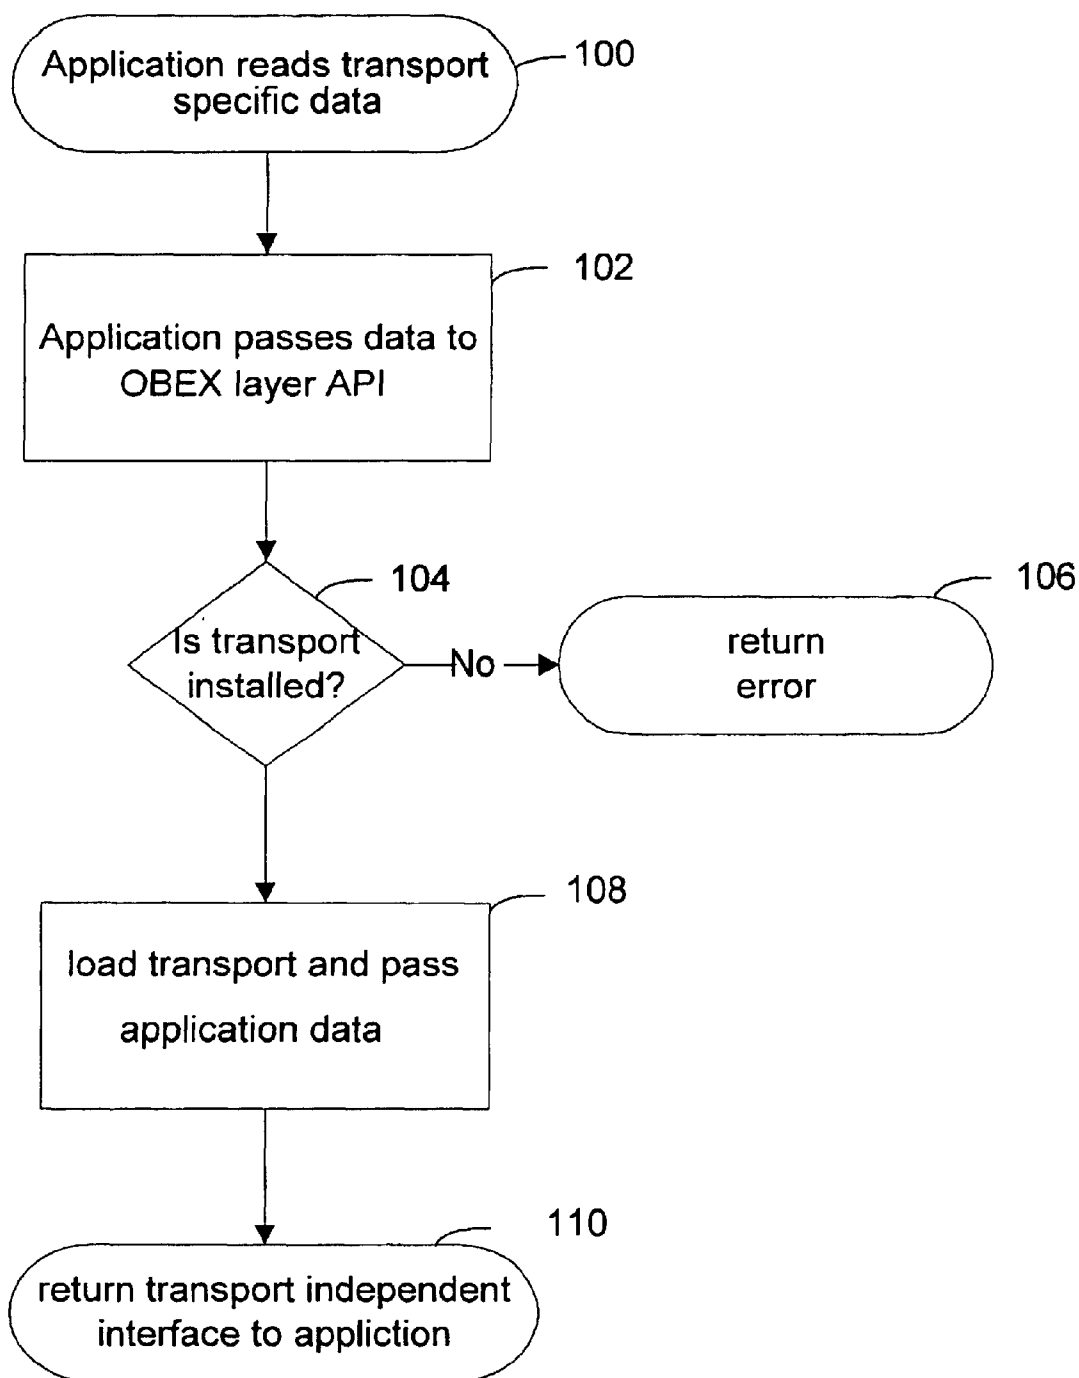 Application reads transport
specific data
100
102
Application passes data to
OBEX layer API
104
Is transport
installed?
No
106
return
error
108
load transport and pass
application data
110
return transport independent
interface to appliction